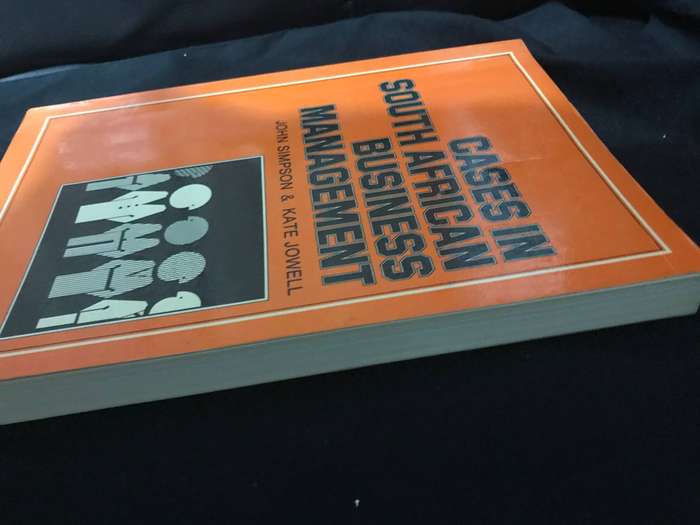 CASES IN
SOUTH AFRICAN
BUSINESS
MANAGEMENT
JOHN SIMPSON & KATE JOWELL